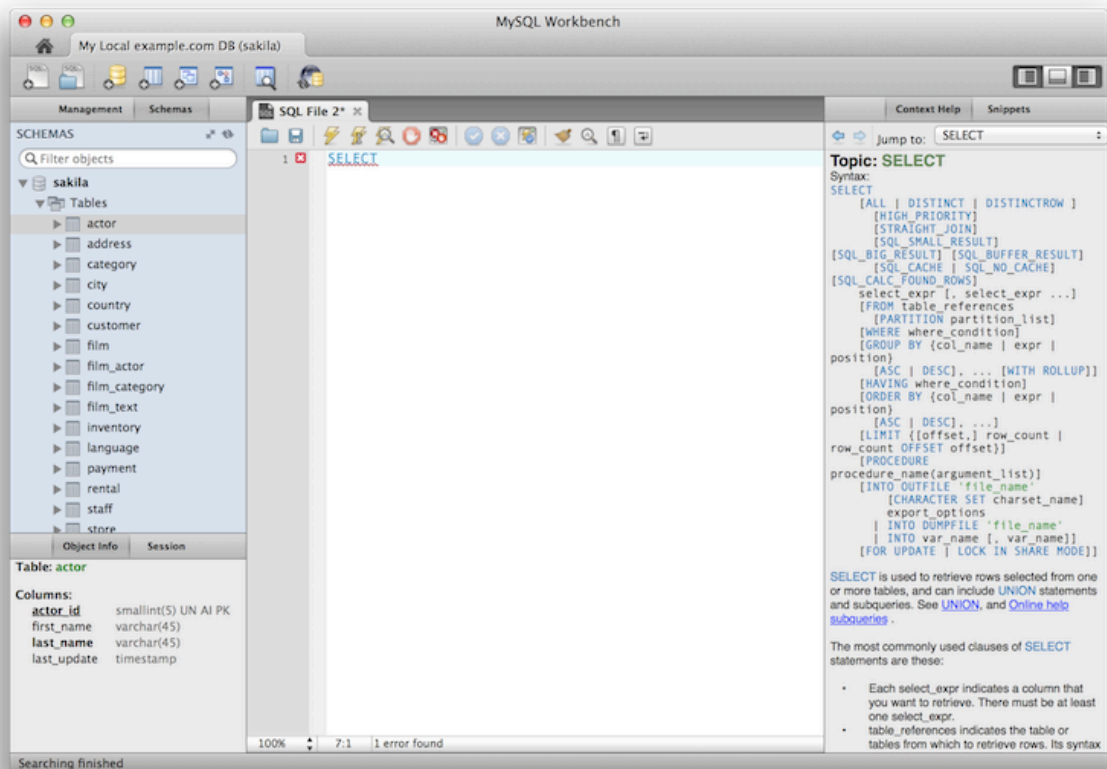 MySQL Workbench
My Local example.com DB (sakila)
Management Schemas
SCHEMAS
Filter objects
sakila
Tables
actor
address
category
city
country
customer
film
film_actor
film_category
film_text
inventory
language
payment
rental
staff
store
Object Info Session
Table: actor
Columns:
actor_id smallint(5) UN AI PK
first_name varchar(45)
last_name varchar(45)
last_update timestamp
Searching finished
SQL File 2*
1 SELECT
100% 7:1 1 error found
Context Help Snippets
Jump to: SELECT
Topic: SELECT
Syntax:
SELECT
[ALL | DISTINCT | DISTINCTROW ]
[HIGH_PRIORITY]
[STRAIGHT_JOIN]
[SQL_SMALL_RESULT]
[SQL_BIG_RESULT] [SQL_BUFFER_RESULT]
[SQL_CACHE | SQL_NO_CACHE]
[SQL_CALC_FOUND_ROWS]
select_expr [, select_expr ...]
[FROM table_references
[PARTITION partition_list]
[WHERE where_condition]
[GROUP BY {col_name | expr |
position}
[ASC | DESC], ... [WITH ROLLUP]]
[HAVING where_condition]
[ORDER BY {col_name | expr |
position}
[ASC | DESC], ...]
[LIMIT {[offset,] row_count |
row_count OFFSET offset}]
[PROCEDURE
procedure_name(argument_list)]
[INTO OUTFILE 'file_name'
[CHARACTER SET charset_name]
export_options
| INTO DUMPFILE 'file_name'
| INTO var_name [, var_name]]
[FOR UPDATE | LOCK IN SHARE MODE]]
SELECT is used to retrieve rows selected from one
or more tables, and can include UNION statements
and subqueries. See UNION, and Online help
subqueries .
The most commonly used clauses of SELECT
statements are these:
• Each select_expr indicates a column that
you want to retrieve. There must be at least
one select_expr.
• table_references indicates the table or
tables from which to retrieve rows. Its syntax